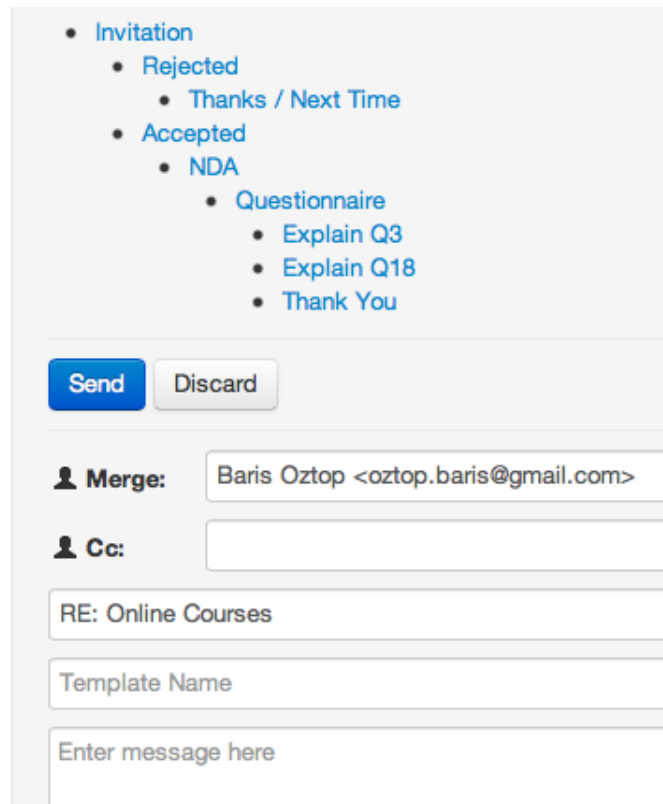 Invitation
Rejected
Thanks / Next Time
Accepted
NDA
Questionnaire
Explain Q3
Explain Q18
Thank You
Send Discard
Merge: Baris Oztop <oztop.baris@gmail.com>
Cc:
RE: Online Courses
Template Name
Enter message here